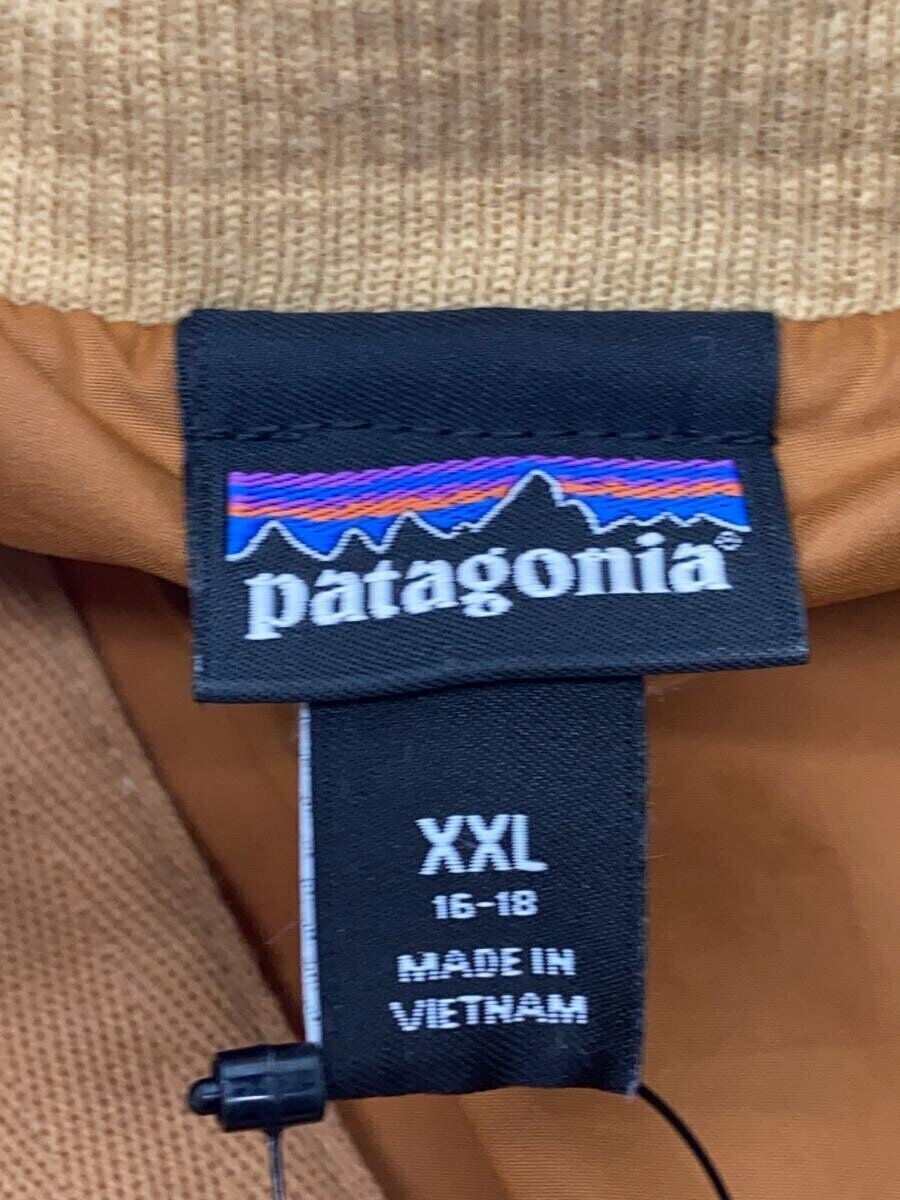 patagonia®
XXL
16-18
MADE IN
VIETNAM